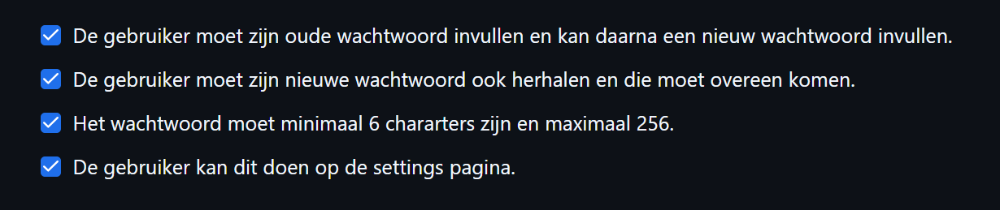 De gebruiker moet zijn oude wachtwoord invullen en kan daarna een nieuw wachtwoord invullen.
De gebruiker moet zijn nieuwe wachtwoord ook herhalen en die moet overeen komen.
Het wachtwoord moet minimaal 6 chararters zijn en maximaal 256.
De gebruiker kan dit doen op de settings pagina.